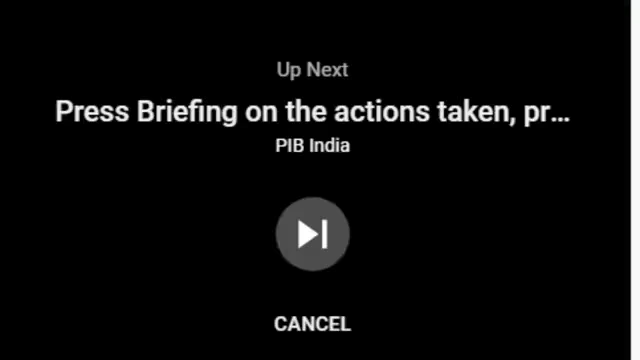 Up Next
Press Briefing on the actions taken, pr...
PIB India
CANCEL